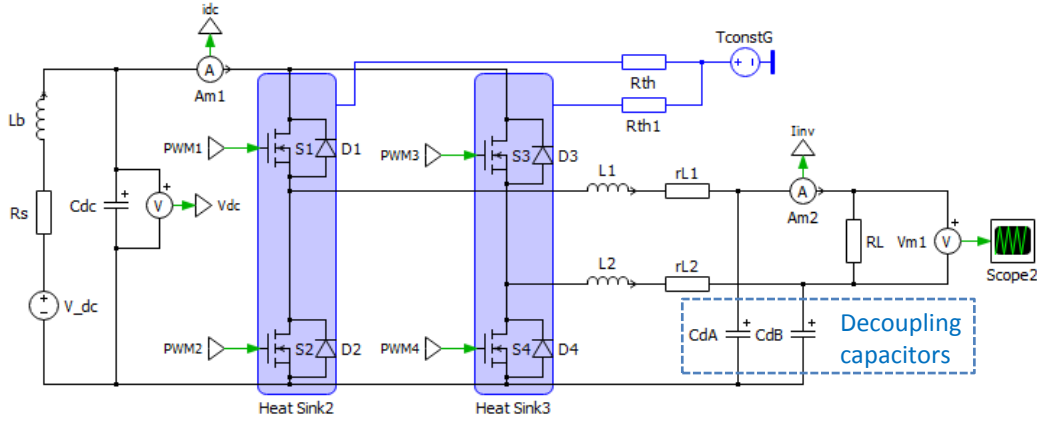 idc
A
Am1
TconstG
Rth
Rth1
Lb
PWM1
S1
D1
PWM3
S3
D3
Iinv
L1
rL1
A
Am2
Rs
Cdc
V
Vdc
RL
Vm1
V
L2
rL2
Scope2
V_dc
PWM2
S2
D2
PWM4
S4
D4
CdA
CdB
Decoupling
capacitors
Heat Sink2
Heat Sink3